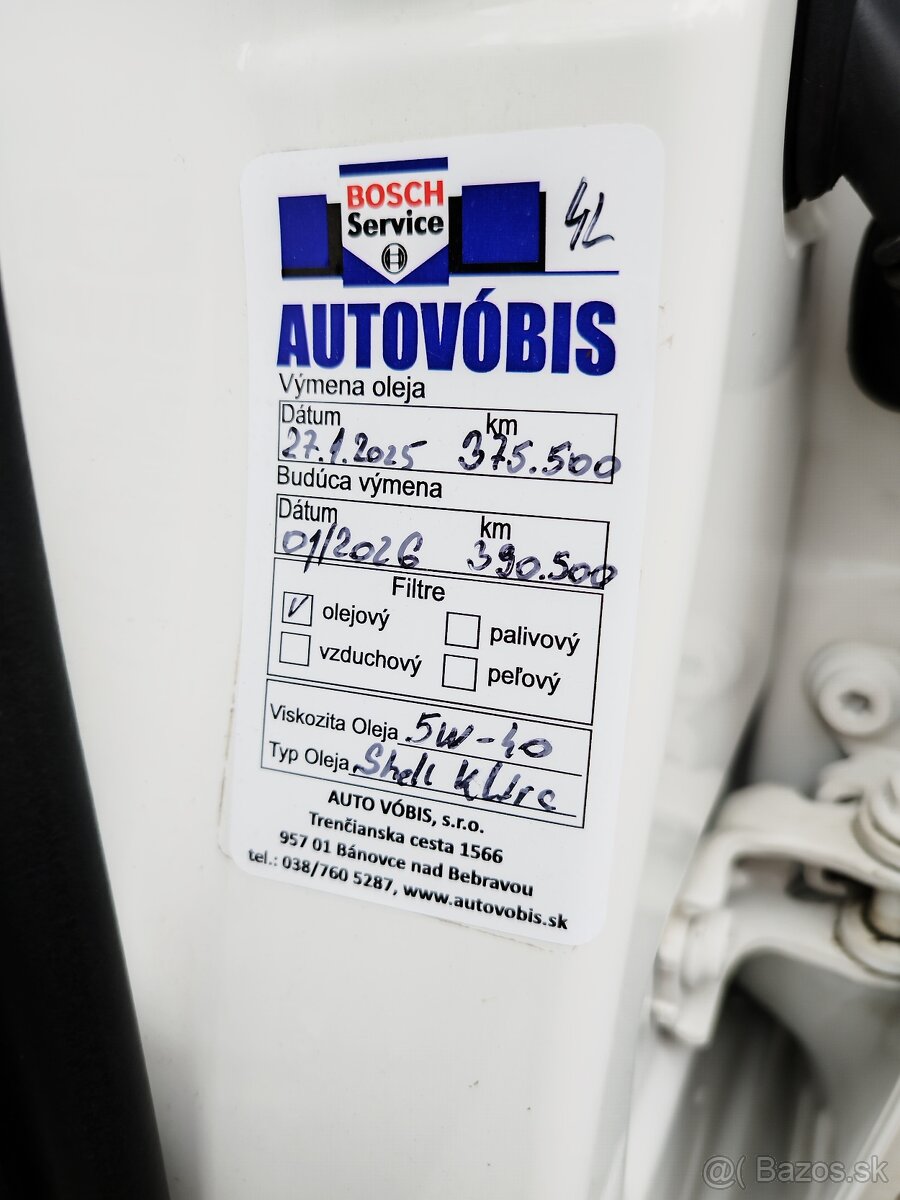 BOSCH
Service
4L
AUTOVÓBIS
Výmena oleja
Dátum km
27.1.2025 375.500
Budúca výmena
Dátum km
01/2026 390.500
Filtre
olejový palivový
vzduchový peľový
Viskozita Oleja 5W-40
Typ Oleja Shell
AUTO VÓBIS, s.r.o.
Trenčianska cesta 1566
957 01 Bánovce nad Bebravou
tel.: 038/760 5287, www.autovobis.sk
@( Bazos.sk